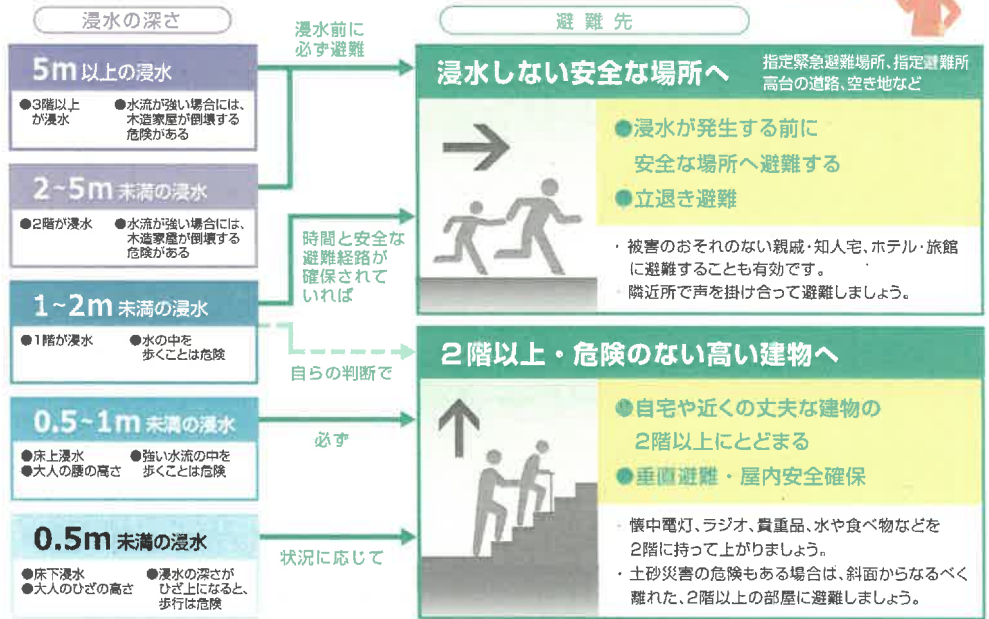 浸水の深さ
5m以上の浸水
●3階以上
が浸水
●水流が強い場合には、
木造家屋が倒壊する
危険がある
2~5m未満の浸水
●2階が浸水
●水流が強い場合には、
木造家屋が倒壊する
危険がある
1~2m未満の浸水
●1階が浸水
●水の中を
歩くことは危険
0.5~1m未満の浸水
●床上浸水
●大人の腰の高さ
●強い水流の中を
歩くことは危険
0.5m未満の浸水
●床下浸水
●大人のひざの高さ
●浸水の深さが
ひざ上になると、
歩行は危険
浸水前に
必ず避難
時間と安全な
避難経路が
確保されて
いれば
自らの判断で
必ず
状況に応じて
避難先
浸水しない安全な場所へ
指定緊急避難場所、指定避難所
高台の道路、空き地など
●浸水が発生する前に
安全な場所へ避難する
●立退き避難
・被害のおそれのない親戚・知人宅、ホテル・旅館
に避難することも有効です。
・隣近所で声を掛け合って避難しましょう。
2階以上・危険のない高い建物へ
●自宅や近くの丈夫な建物の
2階以上にとどまる
●垂直避難・屋内安全確保
・懐中電灯、ラジオ、貴重品、水や食べ物などを
2階に持って上がりましょう。
・土砂災害の危険もある場合は、斜面からなるべく
離れた、2階以上の部屋に避難しましょう。